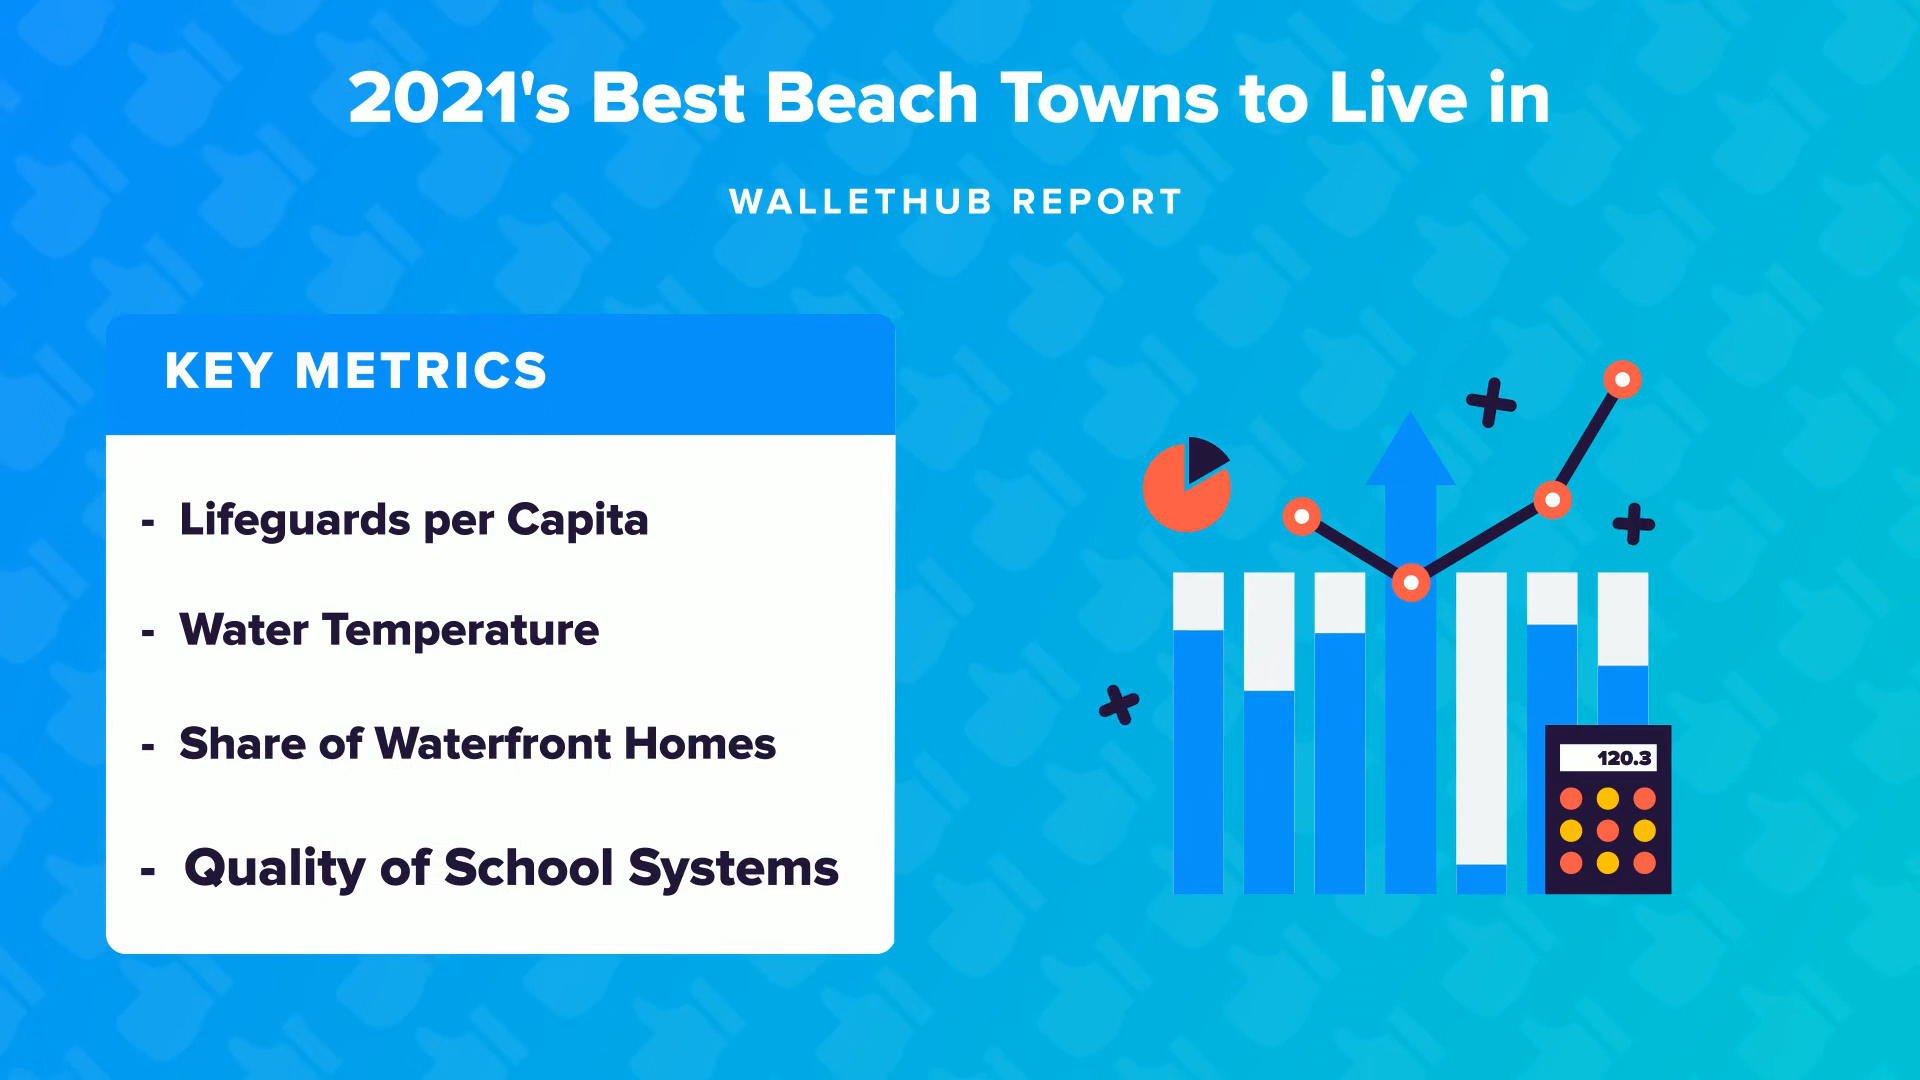 2021's Best Beach Towns to Live in
WALLETHUB REPORT
KEY METRICS
- Lifeguards per Capita
- Water Temperature
- Share of Waterfront Homes
- Quality of School Systems
120.3